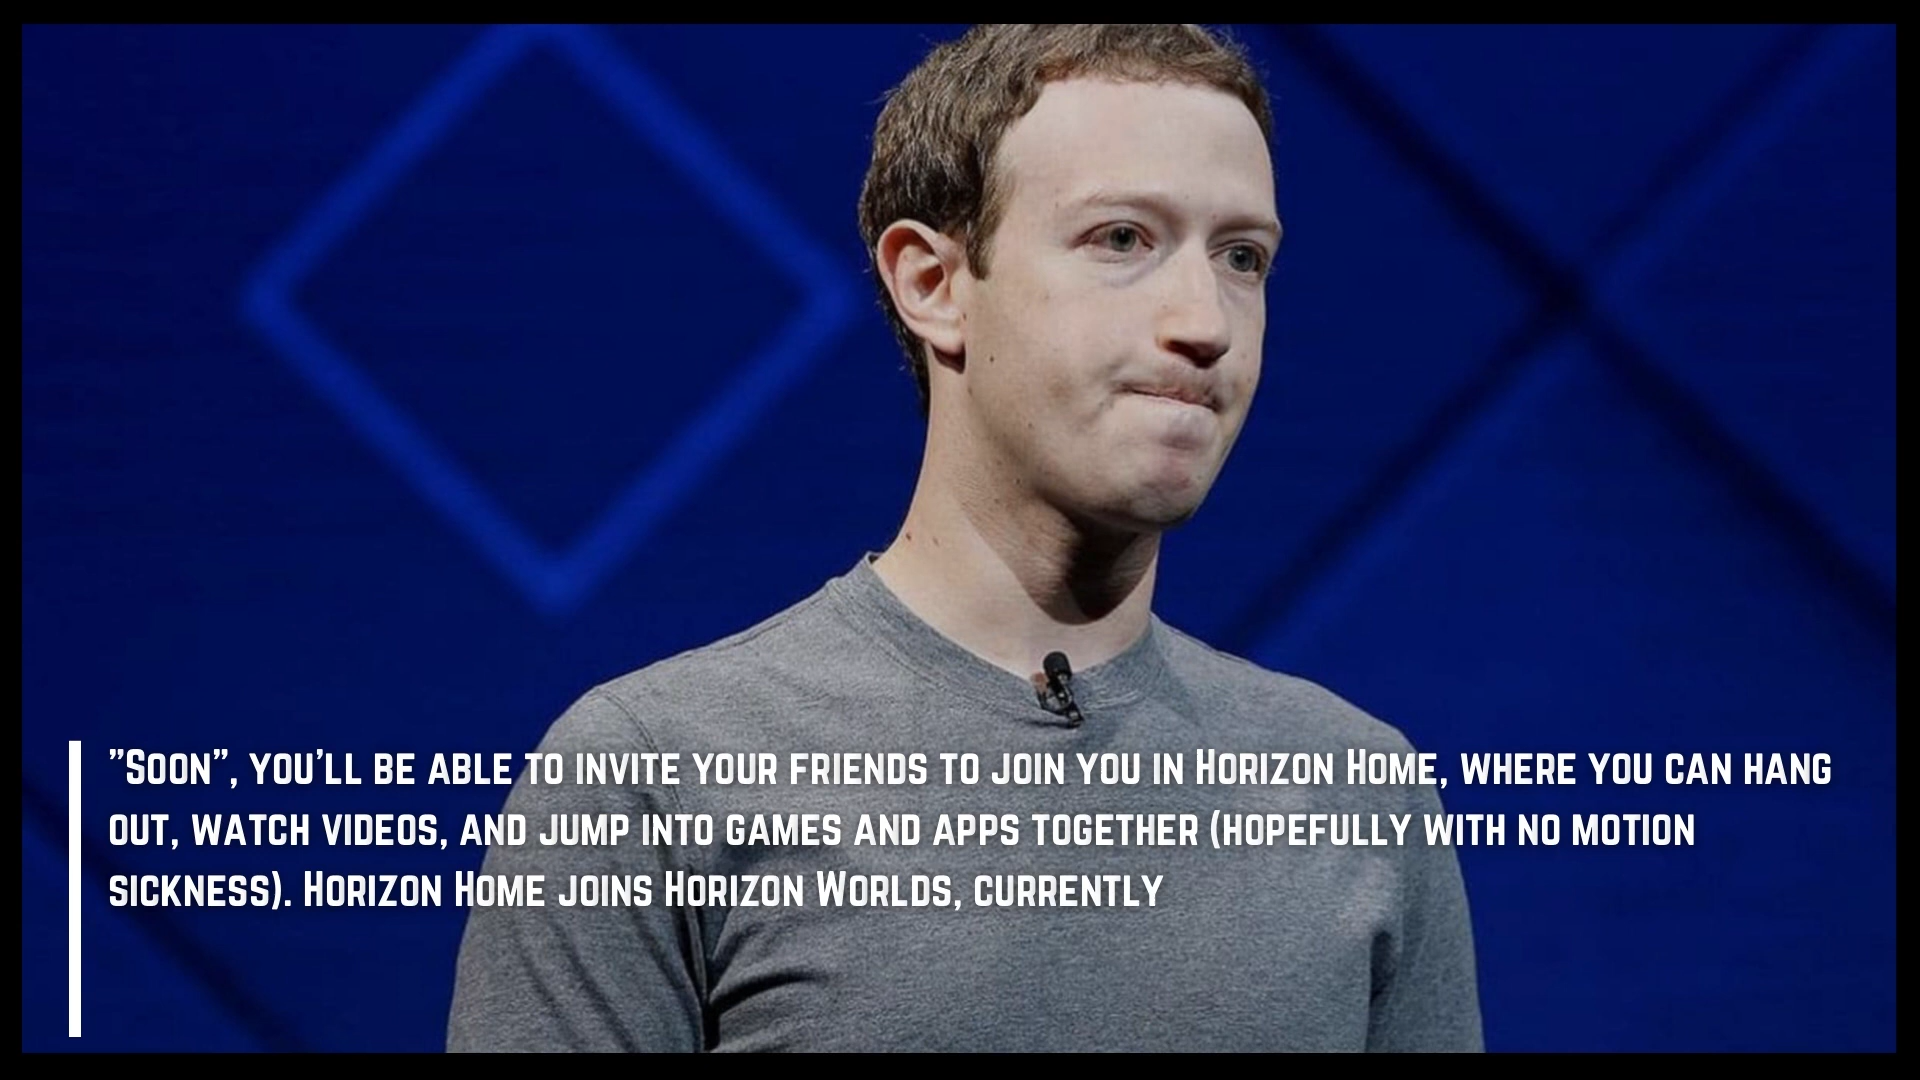 "Soon", you'll be able to invite your friends to join you in Horizon Home, where you can hang
out, watch videos, and jump into games and apps together (hopefully with no motion
sickness). Horizon Home joins Horizon Worlds, currently